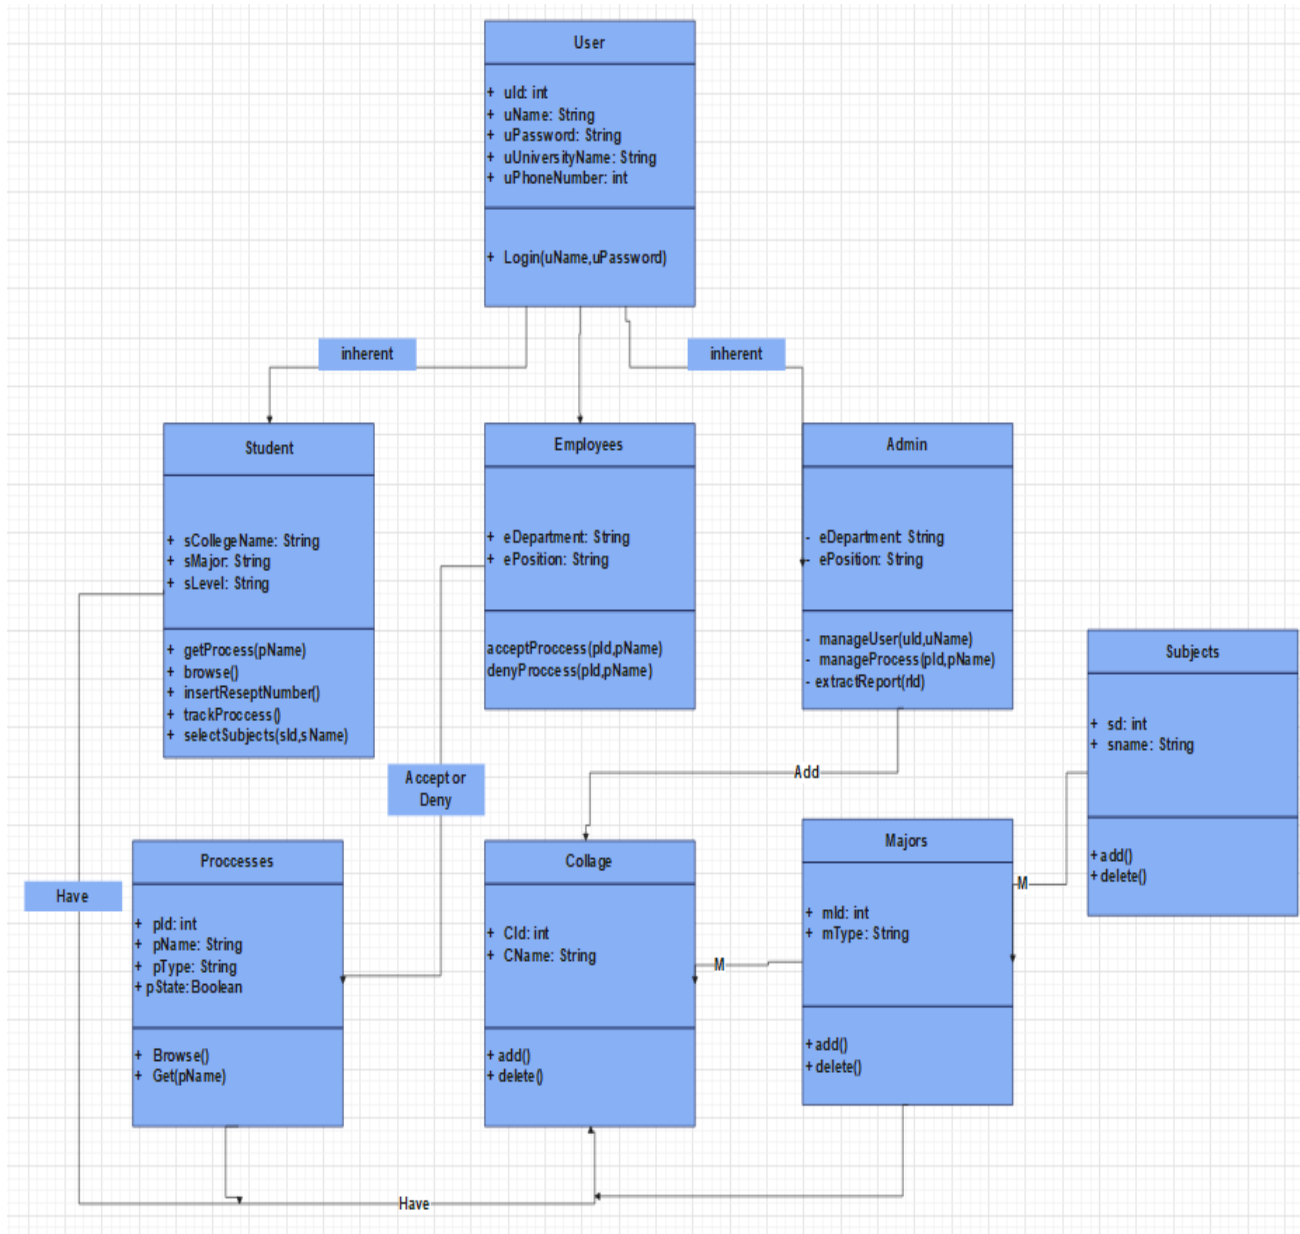 User
+ uId: int
+ uName: String
+ uPassword: String
+ uUniversityName: String
+ uPhoneNumber: int
+ Login(uName,uPassword)
inherent
inherent
Student
+ sCollegeName: String
+ sMajor: String
+ sLevel: String
+ getProcess(pName)
+ browse()
+ insertReseptNumber()
+ trackProccess()
+ selectSubjects(sId,sName)
Employees
+ eDepartment: String
+ ePosition: String
acceptProccess(pId,pName)
denyProccess(pId,pName)
Admin
- eDepartment: String
- ePosition: String
- manageUser(uId,uName)
- manageProcess(pId,pName)
- extractReport(rId)
Subjects
+ sd: int
+ sname: String
+ add()
+ delete()
Accept or
Deny
Add
Have
Proccesses
+ pId: int
+ pName: String
+ pType: String
+ pState:Boolean
+ Browse()
+ Get(pName)
Collage
+ CId: int
+ CName: String
+ add()
+ delete()
M
Majors
+ mId: int
+ mType: String
+ add()
+ delete()
M
Have